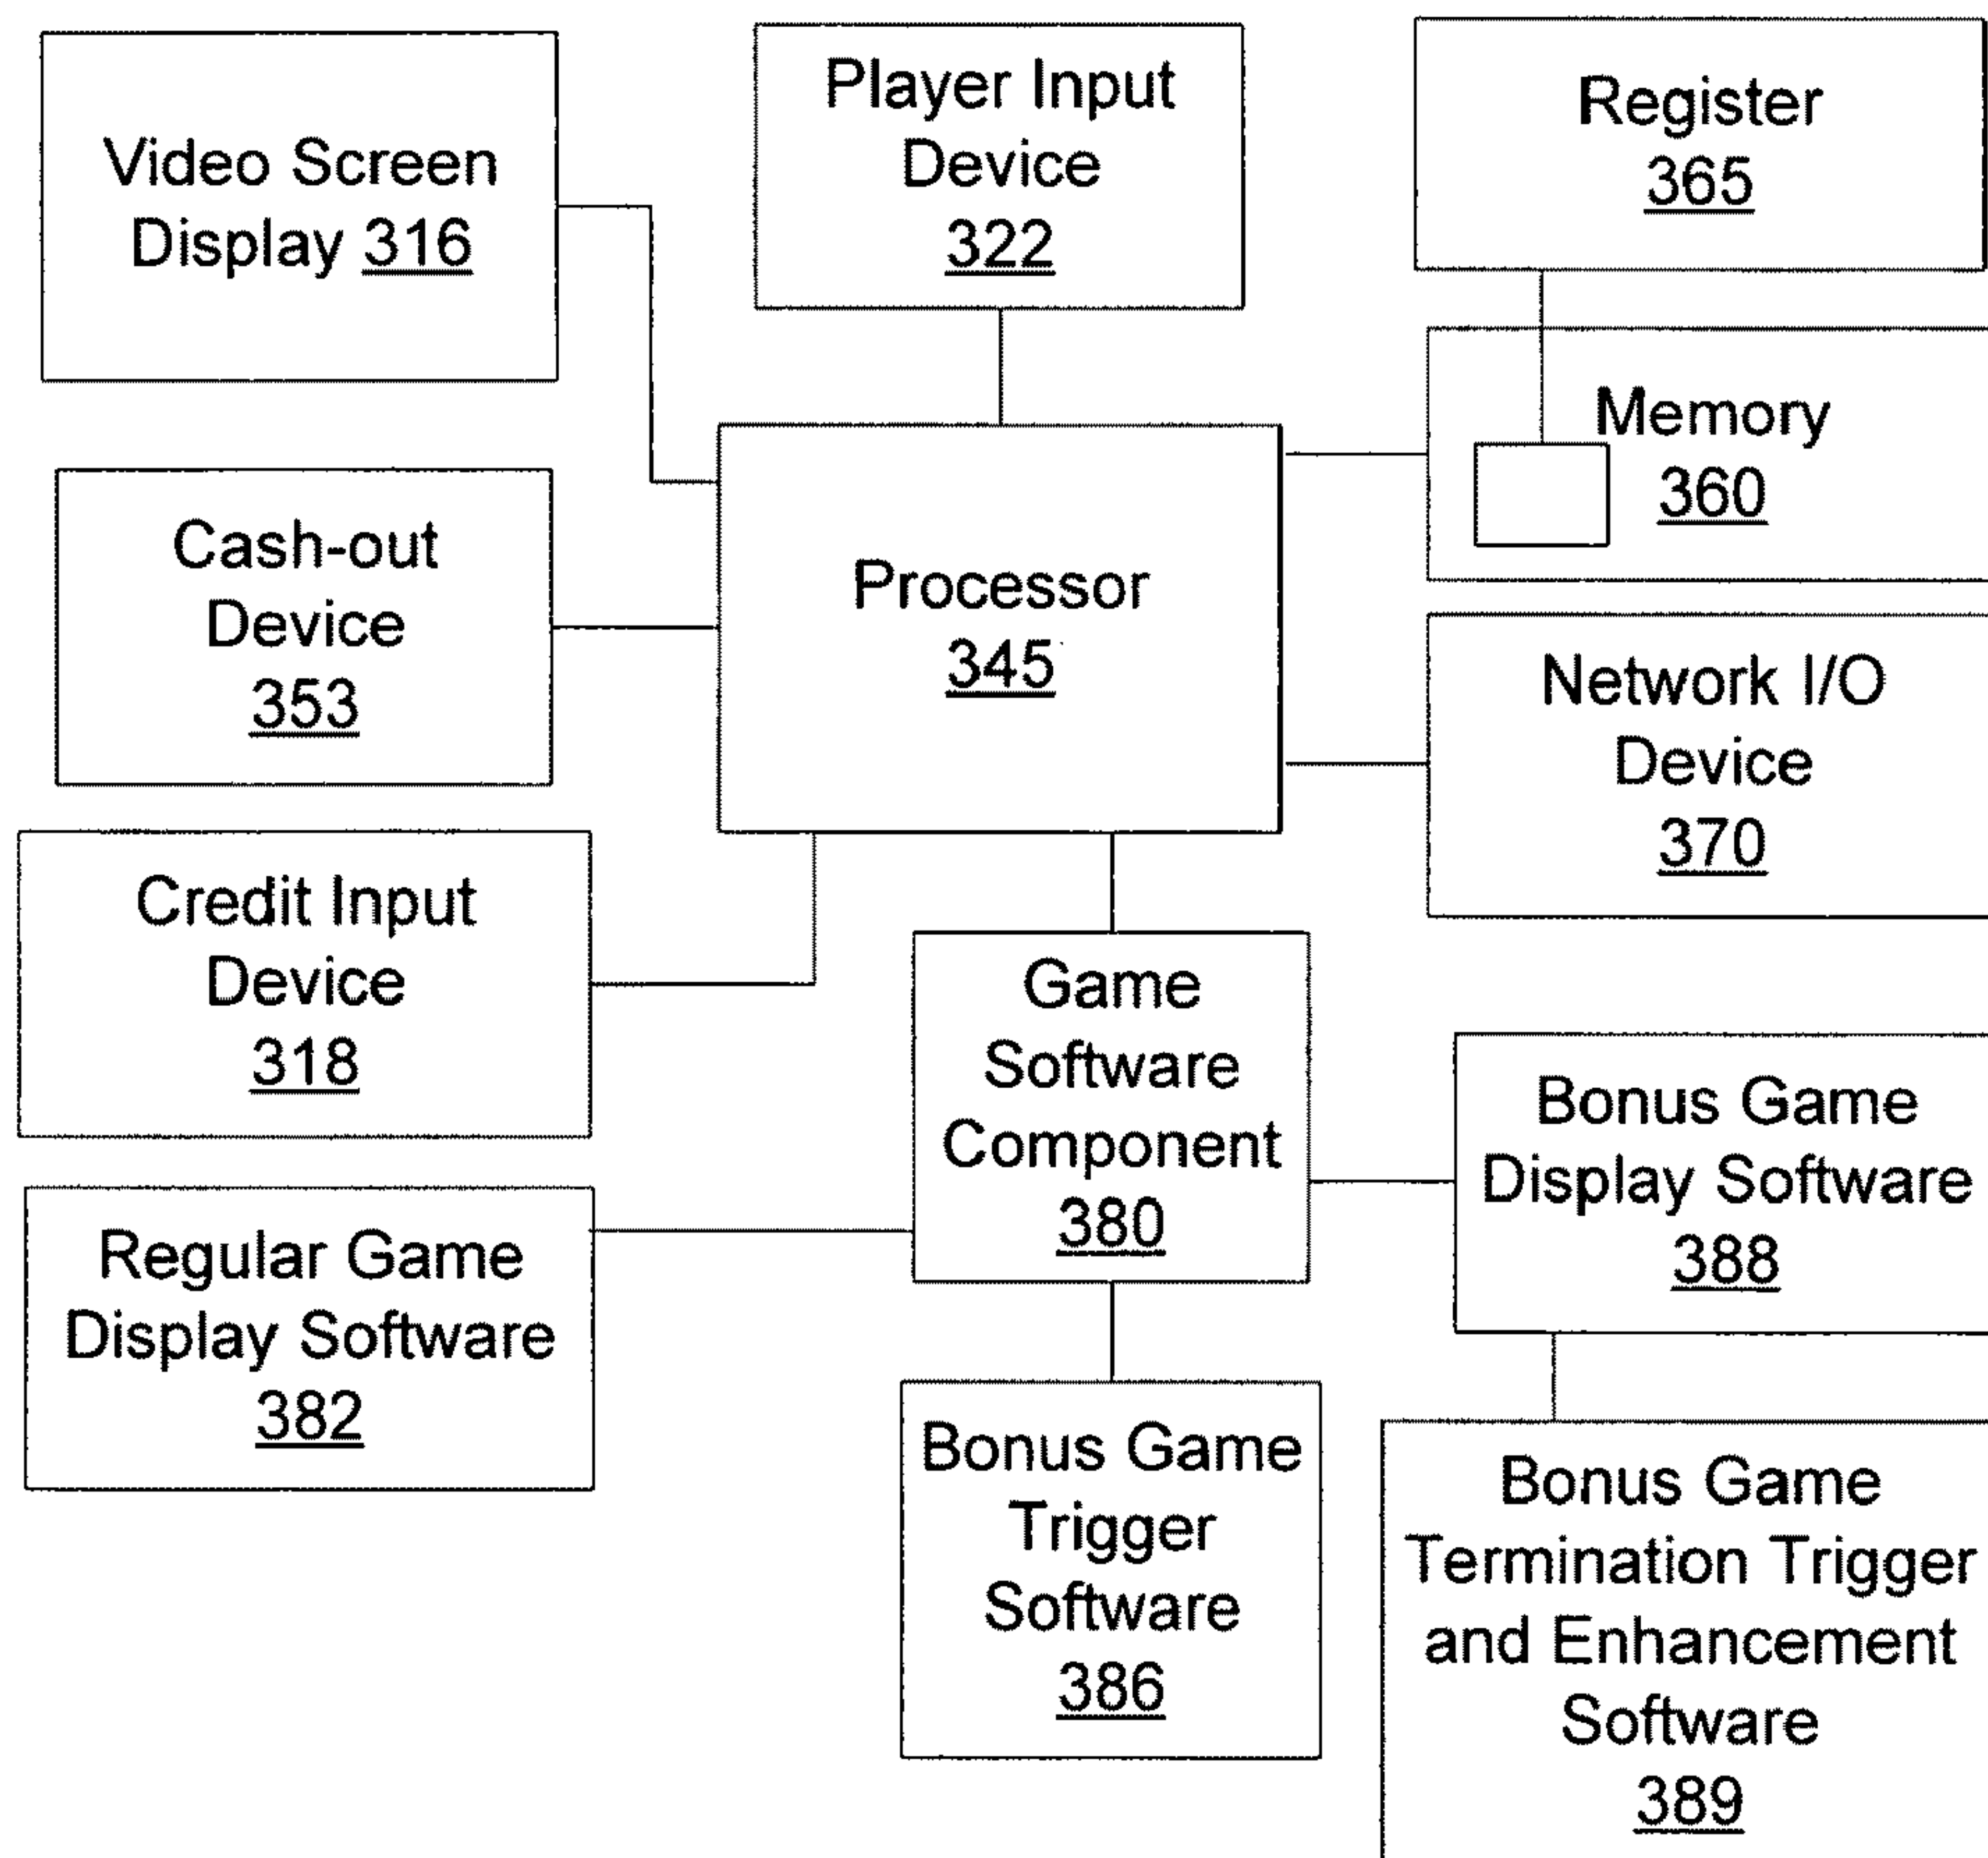 Video Screen
Display 316
Player Input
Device
322
Register
365
Memory
360
Cash-out
Device
353
Processor
345
Network I/O
Device
370
Credit Input
Device
318
Game
Software
Component
380
Bonus Game
Display Software
388
Regular Game
Display Software
382
Bonus Game
Trigger
Software
386
Bonus Game
Termination Trigger
and Enhancement
Software
389